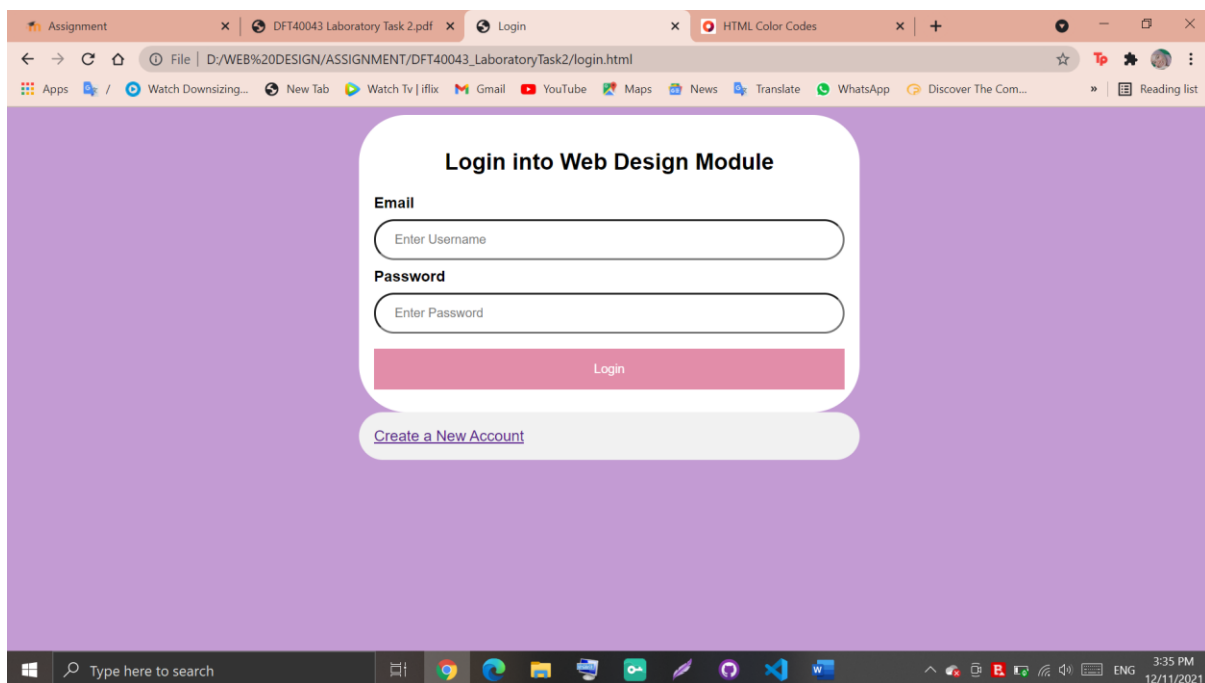 Assignment
DFT40043 Laboratory Task 2.pdf
Login
HTML Color Codes
File | D:/WEB%20DESIGN/ASSIGNMENT/DFT40043_LaboratoryTask2/login.html
Apps / Watch Downsizing... New Tab Watch Tv | iflix Gmail YouTube Maps News Translate WhatsApp Discover The Com... » Reading list
Login into Web Design Module
Email
Enter Username
Password
Enter Password
Login
Create a New Account
Type here to search
ENG
3:35 PM
12/11/2021